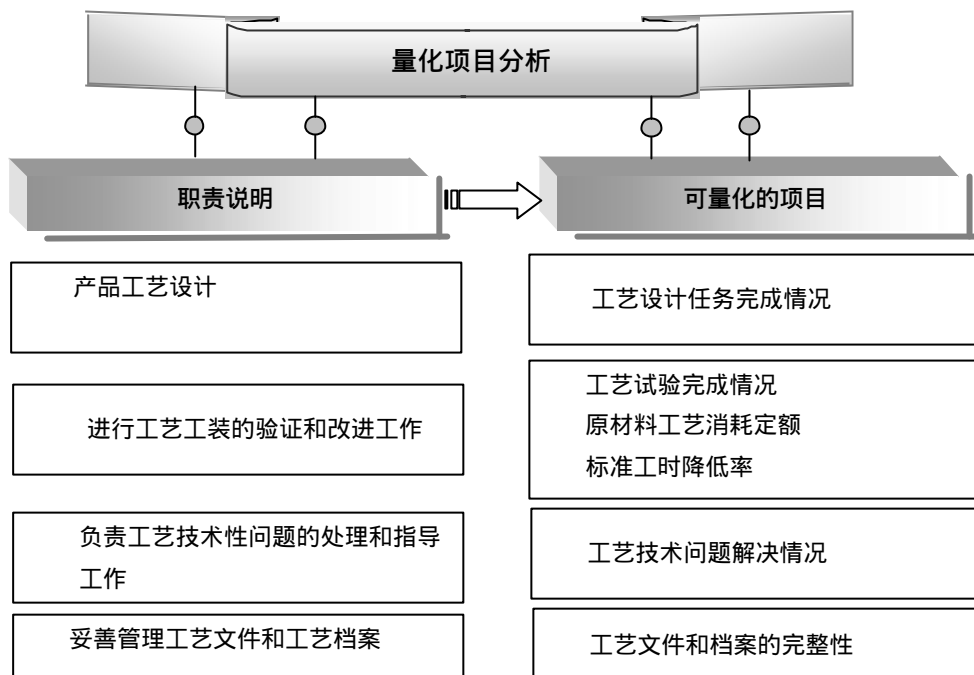 量化项目分析
职责说明
可量化的项目
产品工艺设计
工艺设计任务完成情况
进行工艺工装的验证和改进工作
工艺试验完成情况
原材料工艺消耗定额
标准工时降低率
负责工艺技术性问题的处理和指导
工作
工艺技术问题解决情况
妥善管理工艺文件和工艺档案
工艺文件和档案的完整性